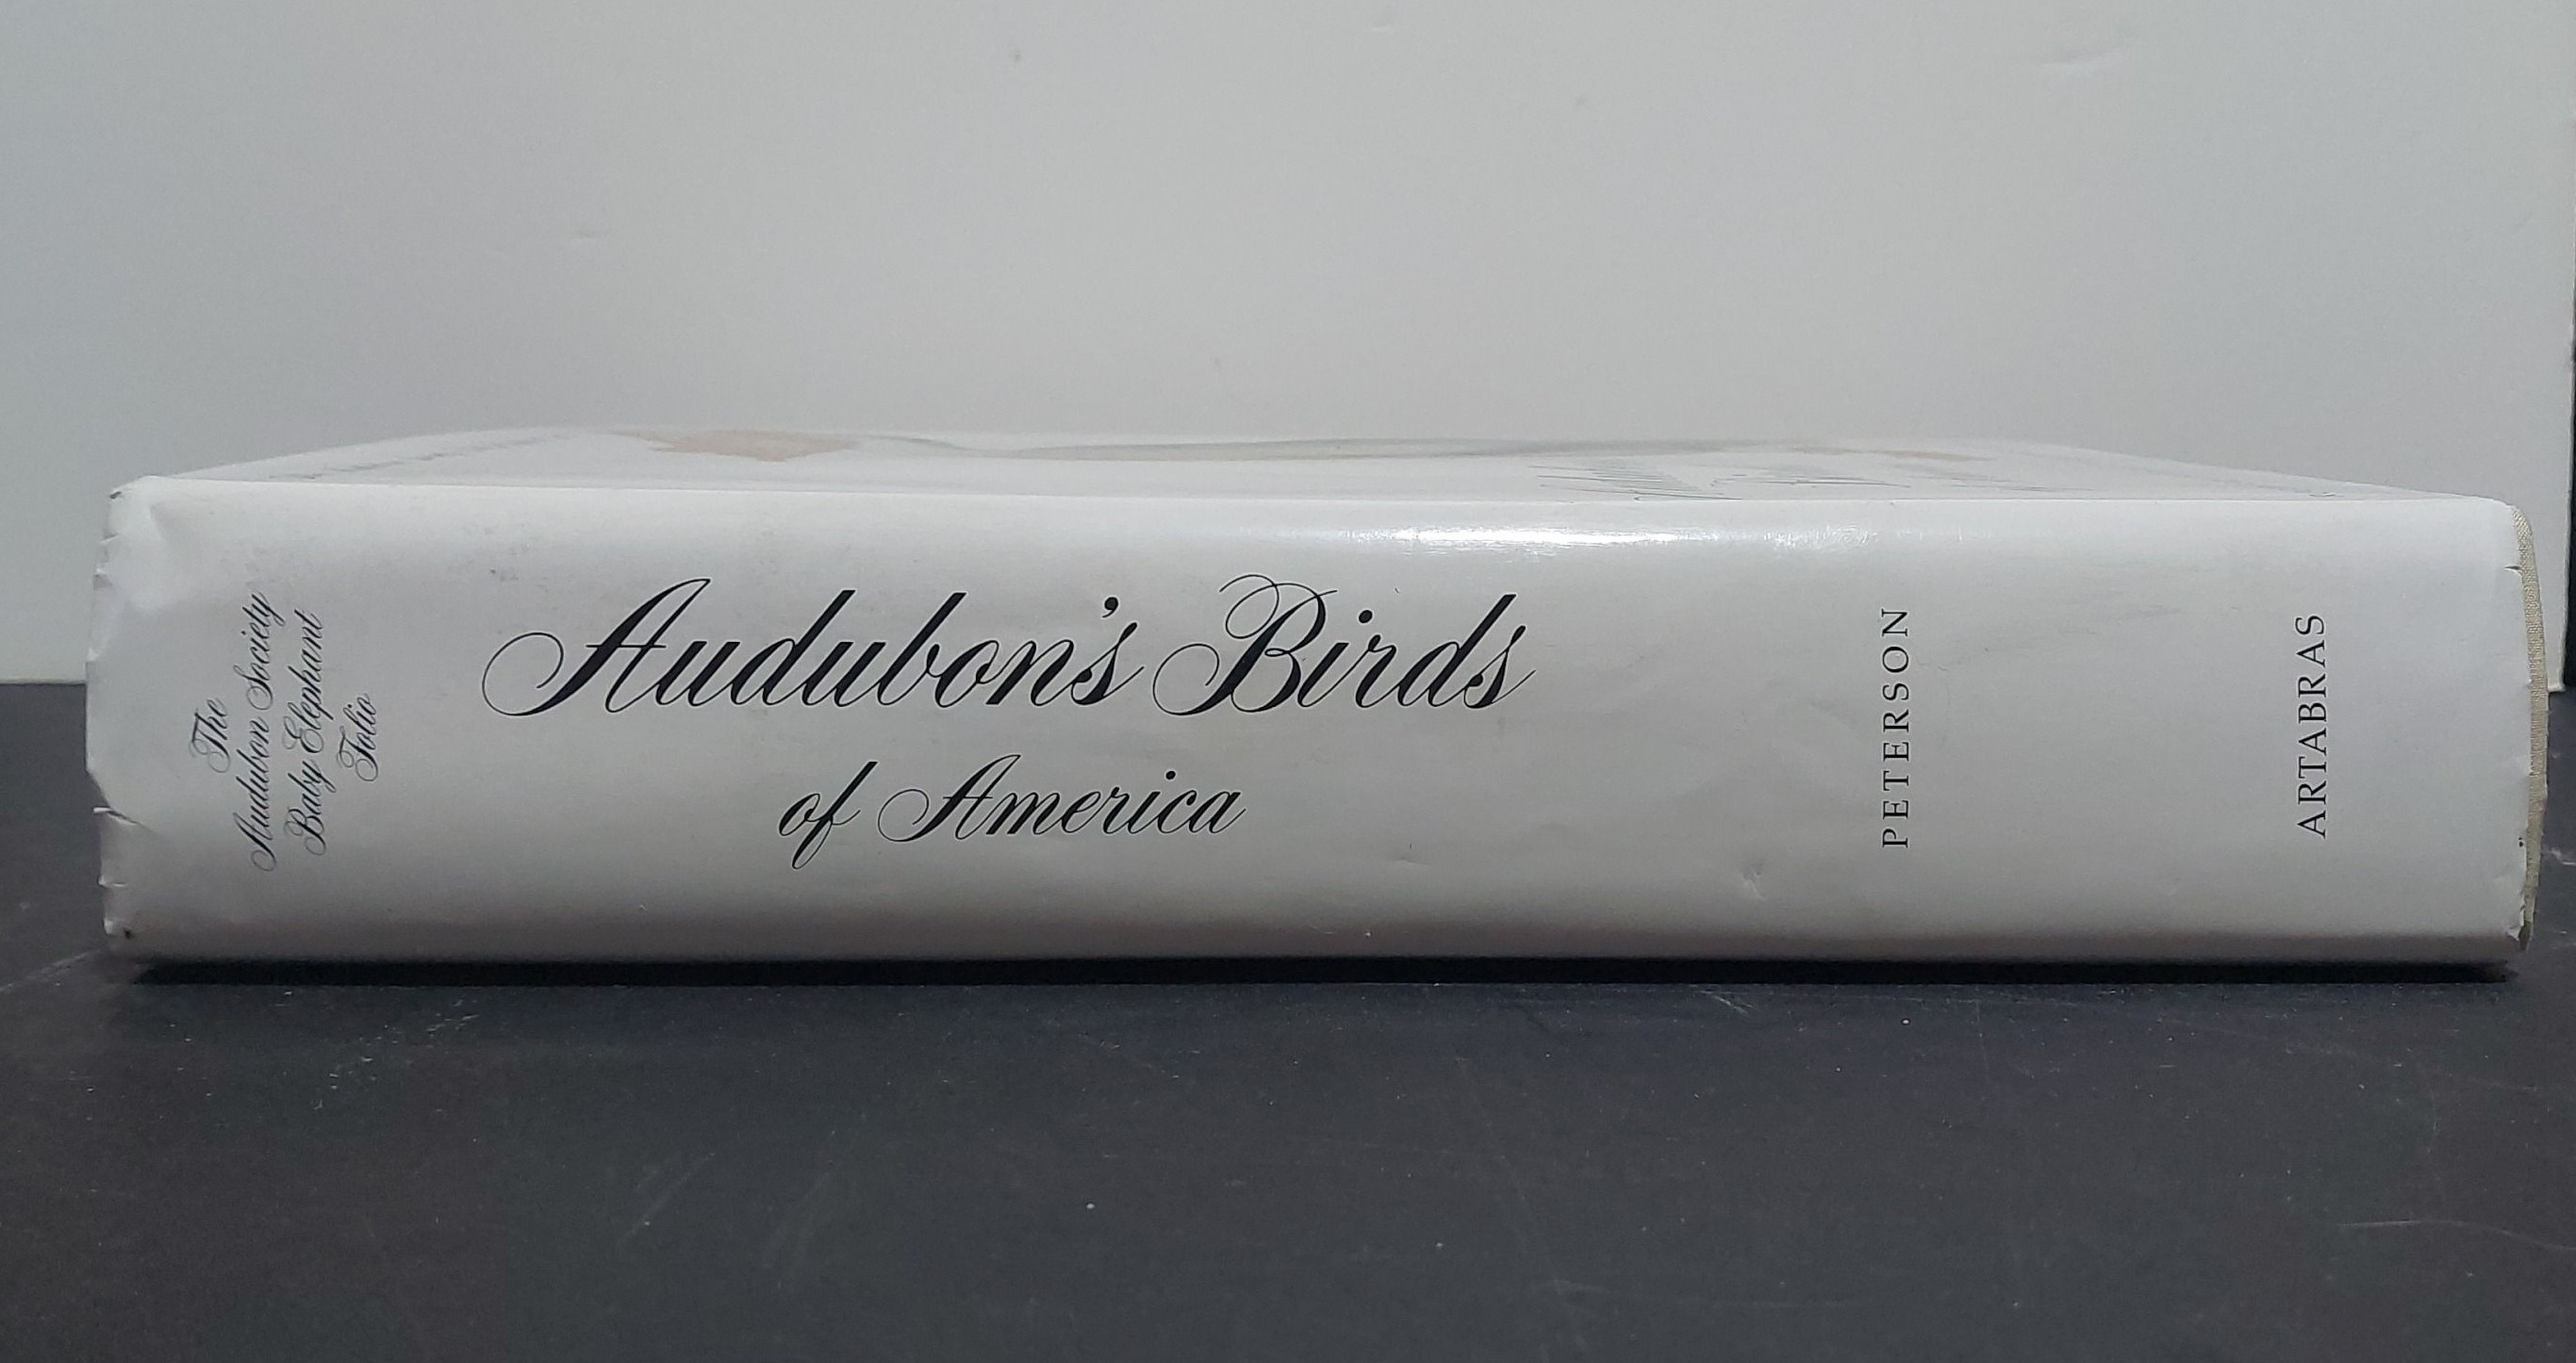 The
Audubon Society
Baby Elephant
Folio
Audubon's Birds
of America
PETERSON
ARTABRAS